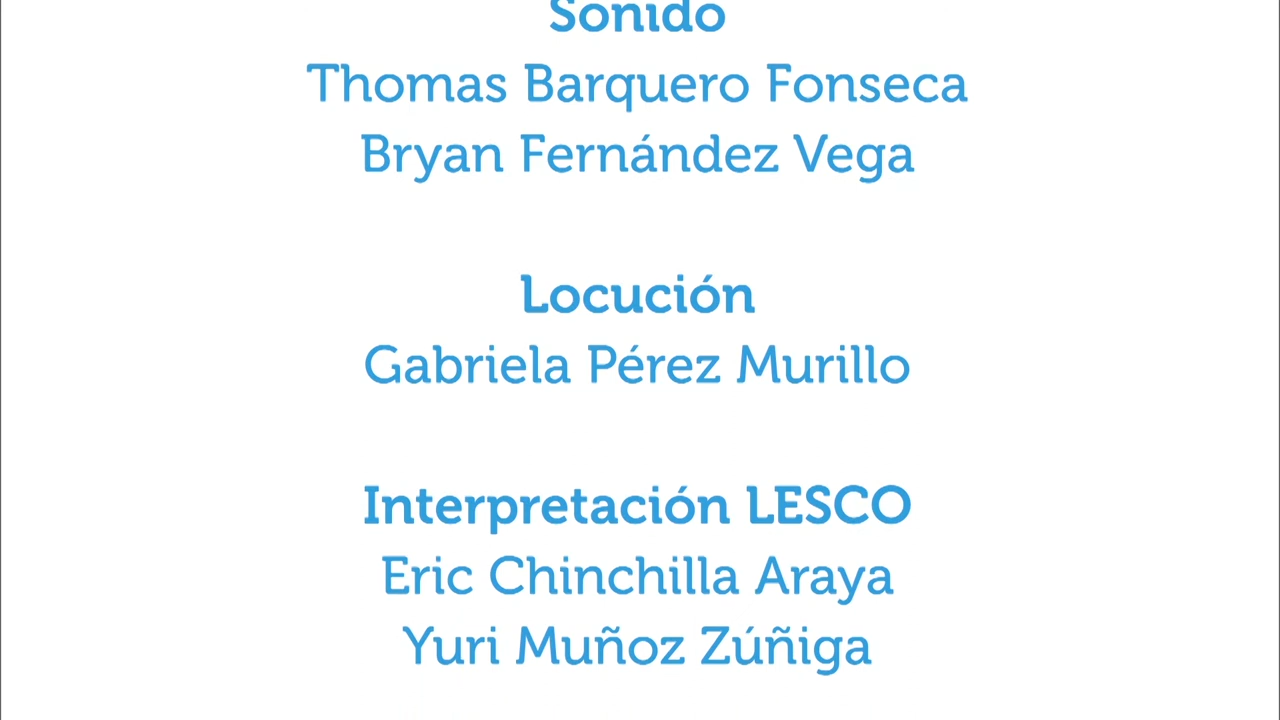 Sonido
Thomas Barquero Fonseca
Bryan Fernández Vega
Locución
Gabriela Pérez Murillo
Interpretación LESCO
Eric Chinchilla Araya
Yuri Muñoz Zúñiga